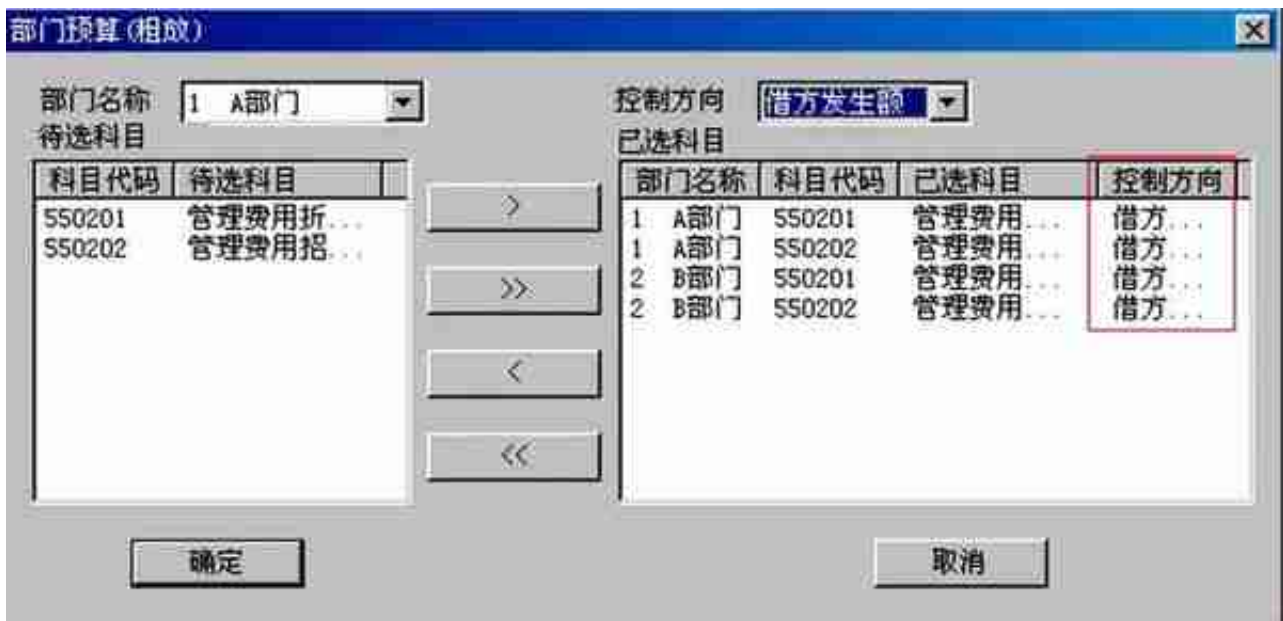 部门预算(粗放)
部门名称 1 A部门 控制方向 借方发生额
待选科目 已选科目
科目代码 待选科目 部门名称 科目代码 已选科目 控制方向
550201 管理费用折... 1 A部门 550201 管理费用... 借方...
550202 管理费用招... 1 A部门 550202 管理费用... 借方...
2 B部门 550201 管理费用... 借方...
2 B部门 550202 管理费用... 借方...
>
>>
<
<<
确定 取消